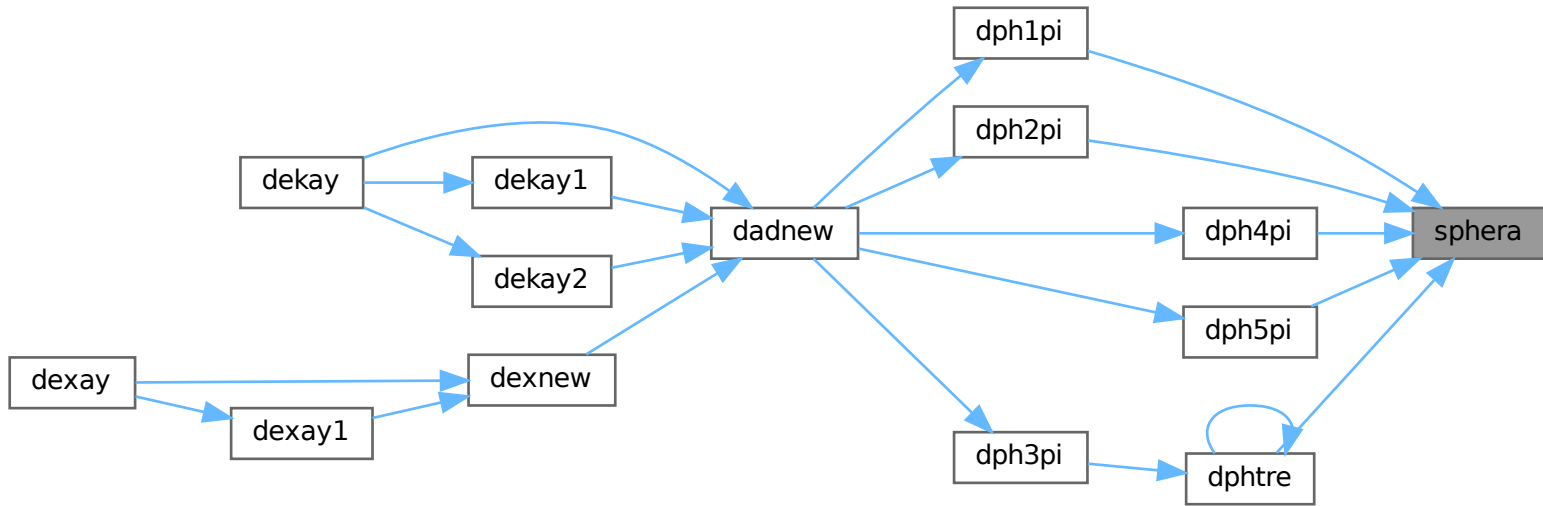 dph1pi
dph2pi
dekay
dekay1
dadnew
dph4pi
sphera
dekay2
dph5pi
dexay
dexnew
dexay1
dph3pi
dphtre